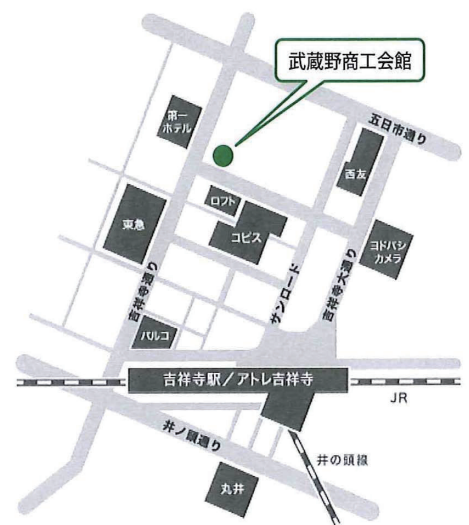 武蔵野商工会館
五日市通り
第一
ホテル
西友
ロフト
コピス
東急
ヨドバシ
カメラ
吉祥寺通り
サンロード
吉祥寺大通り
パルコ
吉祥寺駅/アトレ吉祥寺
JR
井ノ頭通り
井の頭線
丸井